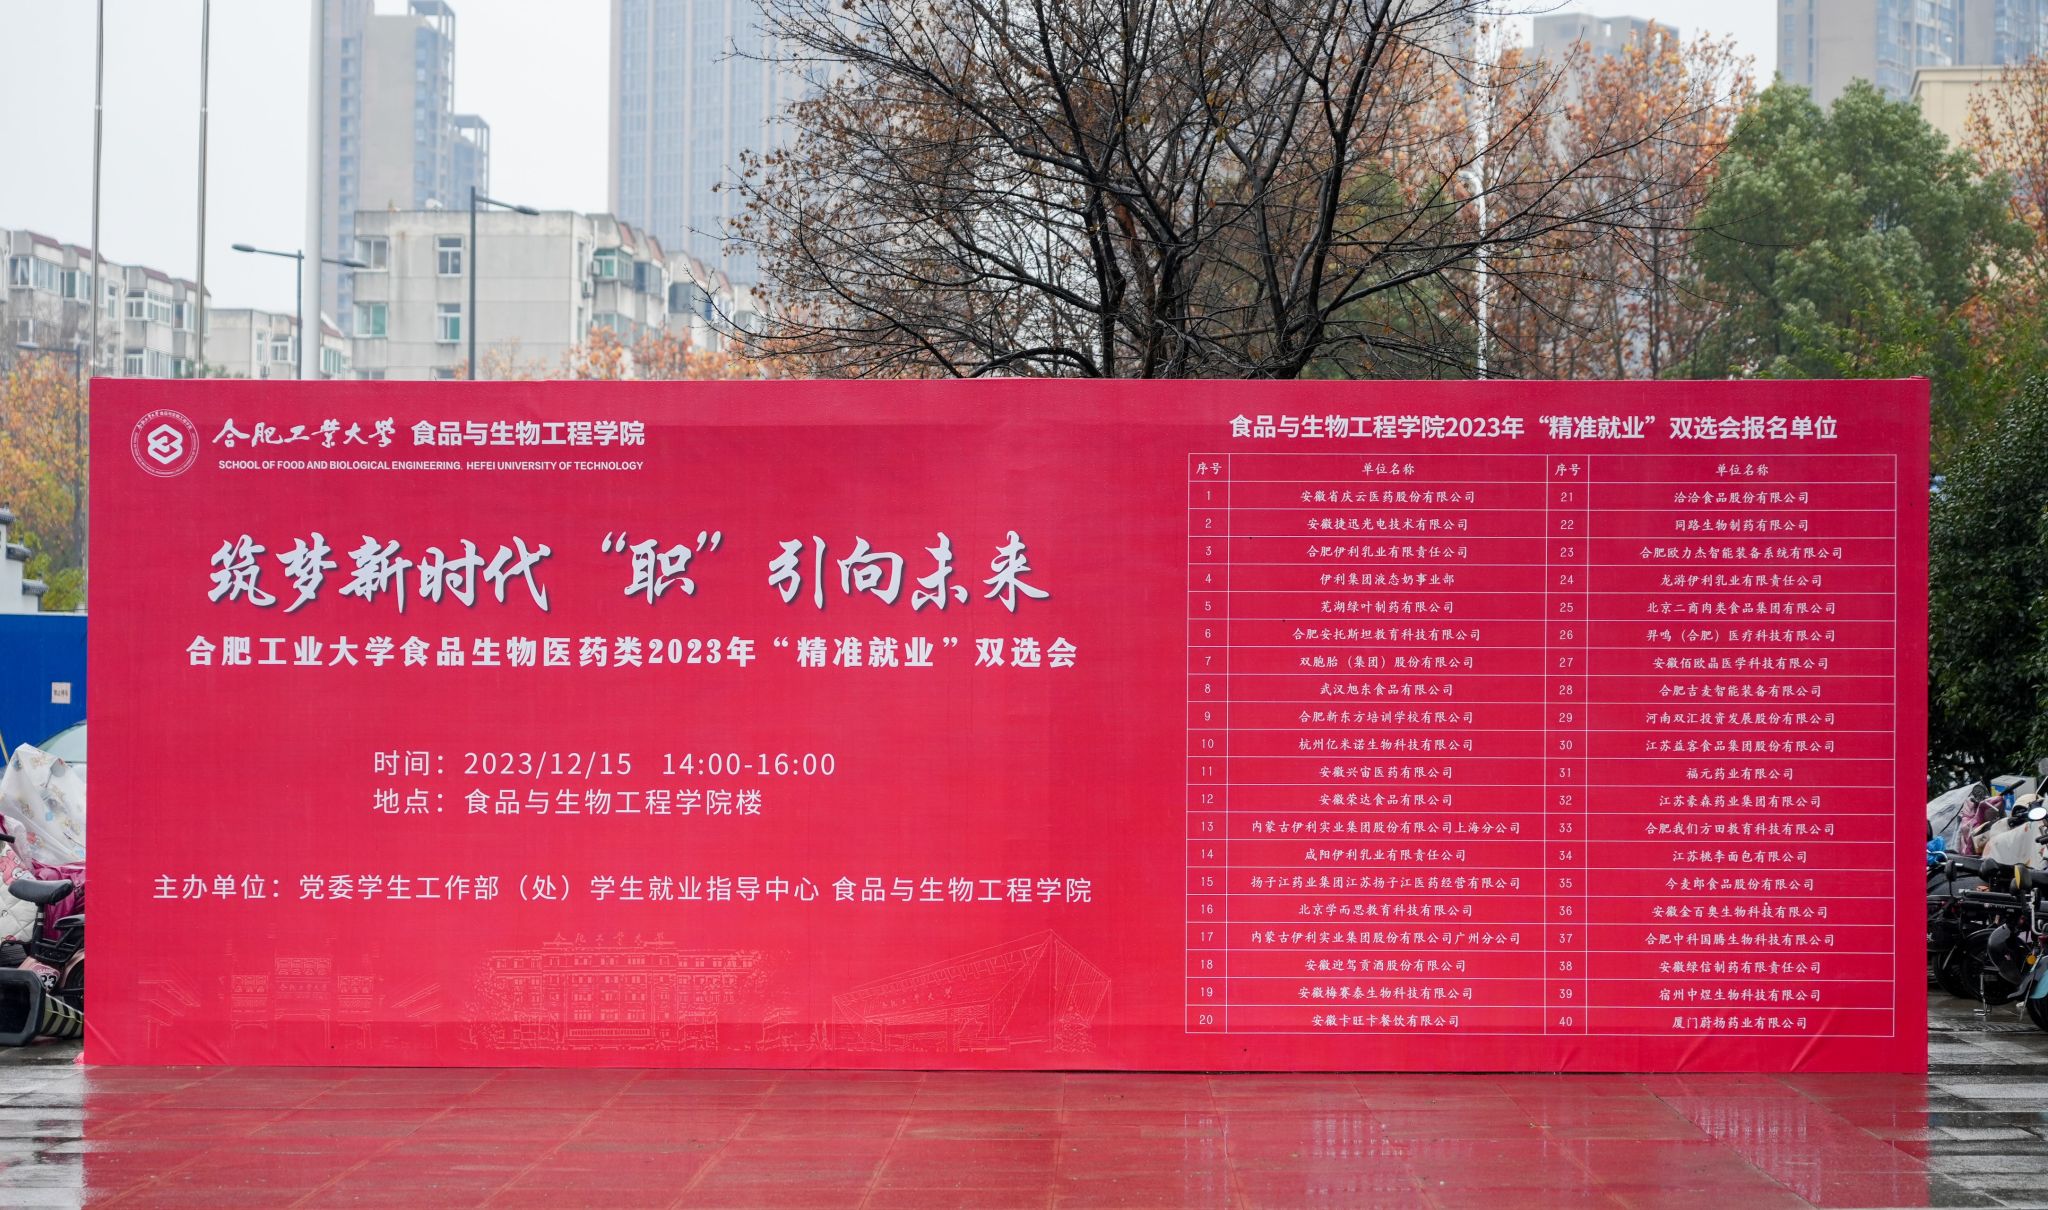 合肥工业大学 食品与生物工程学院
SCHOOL OF FOOD AND BIOLOGICAL ENGINEERING. HEFEI UNIVERSITY OF TECHNOLOGY
筑梦新时代 “职” 引向未来
合肥工业大学食品生物医药类2023年“精准就业”双选会
时间：2023/12/15 14:00-16:00
地点：食品与生物工程学院楼
主办单位：党委学生工作部（处）学生就业指导中心 食品与生物工程学院
合肥工业大学
合肥工业大学
合肥工业大学
食品与生物工程学院2023年“精准就业”双选会报名单位
序号 单位名称 序号 单位名称
1 安徽省庆云医药股份有限公司 21 洽洽食品股份有限公司
2 安徽捷迅光电技术有限公司 22 同路生物制药有限公司
3 合肥伊利乳业有限责任公司 23 合肥欧力杰智能装备系统有限公司
4 伊利集团液态奶事业部 24 龙游伊利乳业有限责任公司
5 芜湖绿叶制药有限公司 25 北京二商肉类食品集团有限公司
6 合肥安托斯坦教育科技有限公司 26 羿鸣（合肥）医疗科技有限公司
7 双胞胎（集团）股份有限公司 27 安徽佰欧晶医学科技有限公司
8 武汉旭东食品有限公司 28 合肥吉麦智能装备有限公司
9 合肥新东方培训学校有限公司 29 河南双汇投资发展股份有限公司
10 杭州亿米诺生物科技有限公司 30 江苏益客食品集团股份有限公司
11 安徽兴宙医药有限公司 31 福元药业有限公司
12 安徽荣达食品有限公司 32 江苏豪森药业集团有限公司
13 内蒙古伊利实业集团股份有限公司上海分公司 33 合肥我们方田教育科技有限公司
14 咸阳伊利乳业有限责任公司 34 江苏桃李面包有限公司
15 扬子江药业集团江苏扬子江医药经营有限公司 35 今麦郎食品股份有限公司
16 北京学而思教育科技有限公司 36 安徽金百奥生物科技有限公司
17 内蒙古伊利实业集团股份有限公司广州分公司 37 合肥中科国腾生物科技有限公司
18 安徽迎驾贡酒股份有限公司 38 安徽绿信制药有限责任公司
19 安徽梅赛泰生物科技有限公司 39 宿州中煜生物科技有限公司
20 安徽卡旺卡餐饮有限公司 40 厦门蔚扬药业有限公司